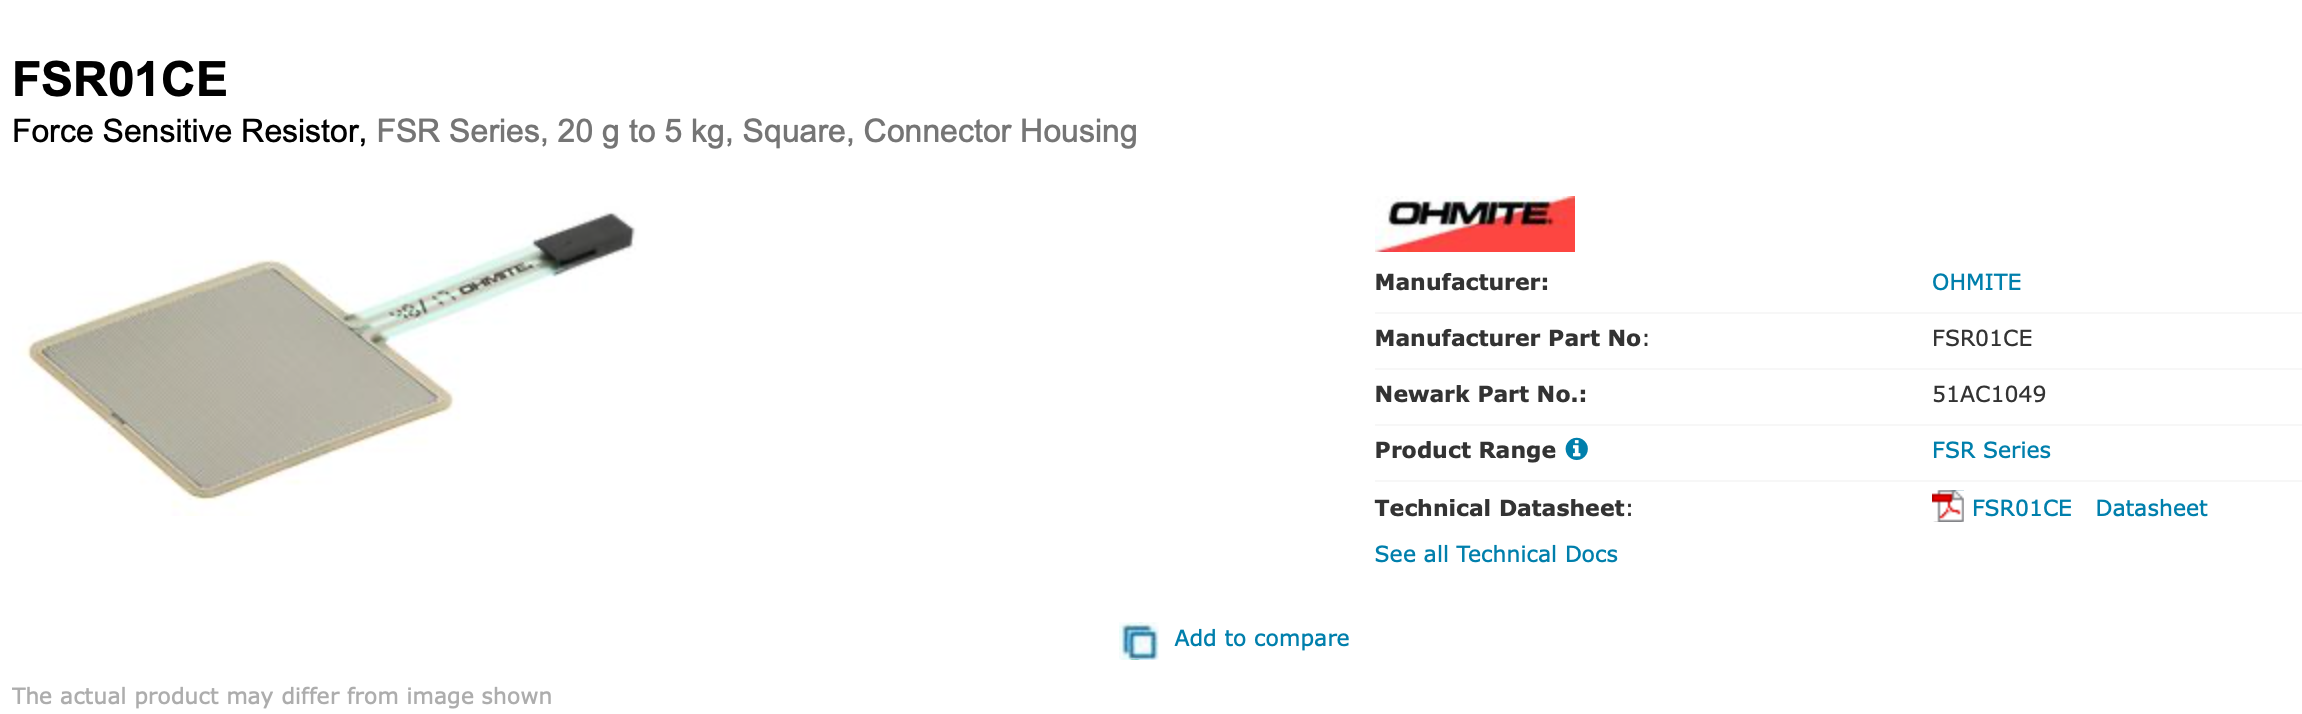 FSR01CE
Force Sensitive Resistor, FSR Series, 20 g to 5 kg, Square, Connector Housing
OHMITE
OHMITE.
Manufacturer: OHMITE
Manufacturer Part No: FSR01CE
Newark Part No.: 51AC1049
Product Range FSR Series
Technical Datasheet: FSR01CE Datasheet
See all Technical Docs
Add to compare
The actual product may differ from image shown